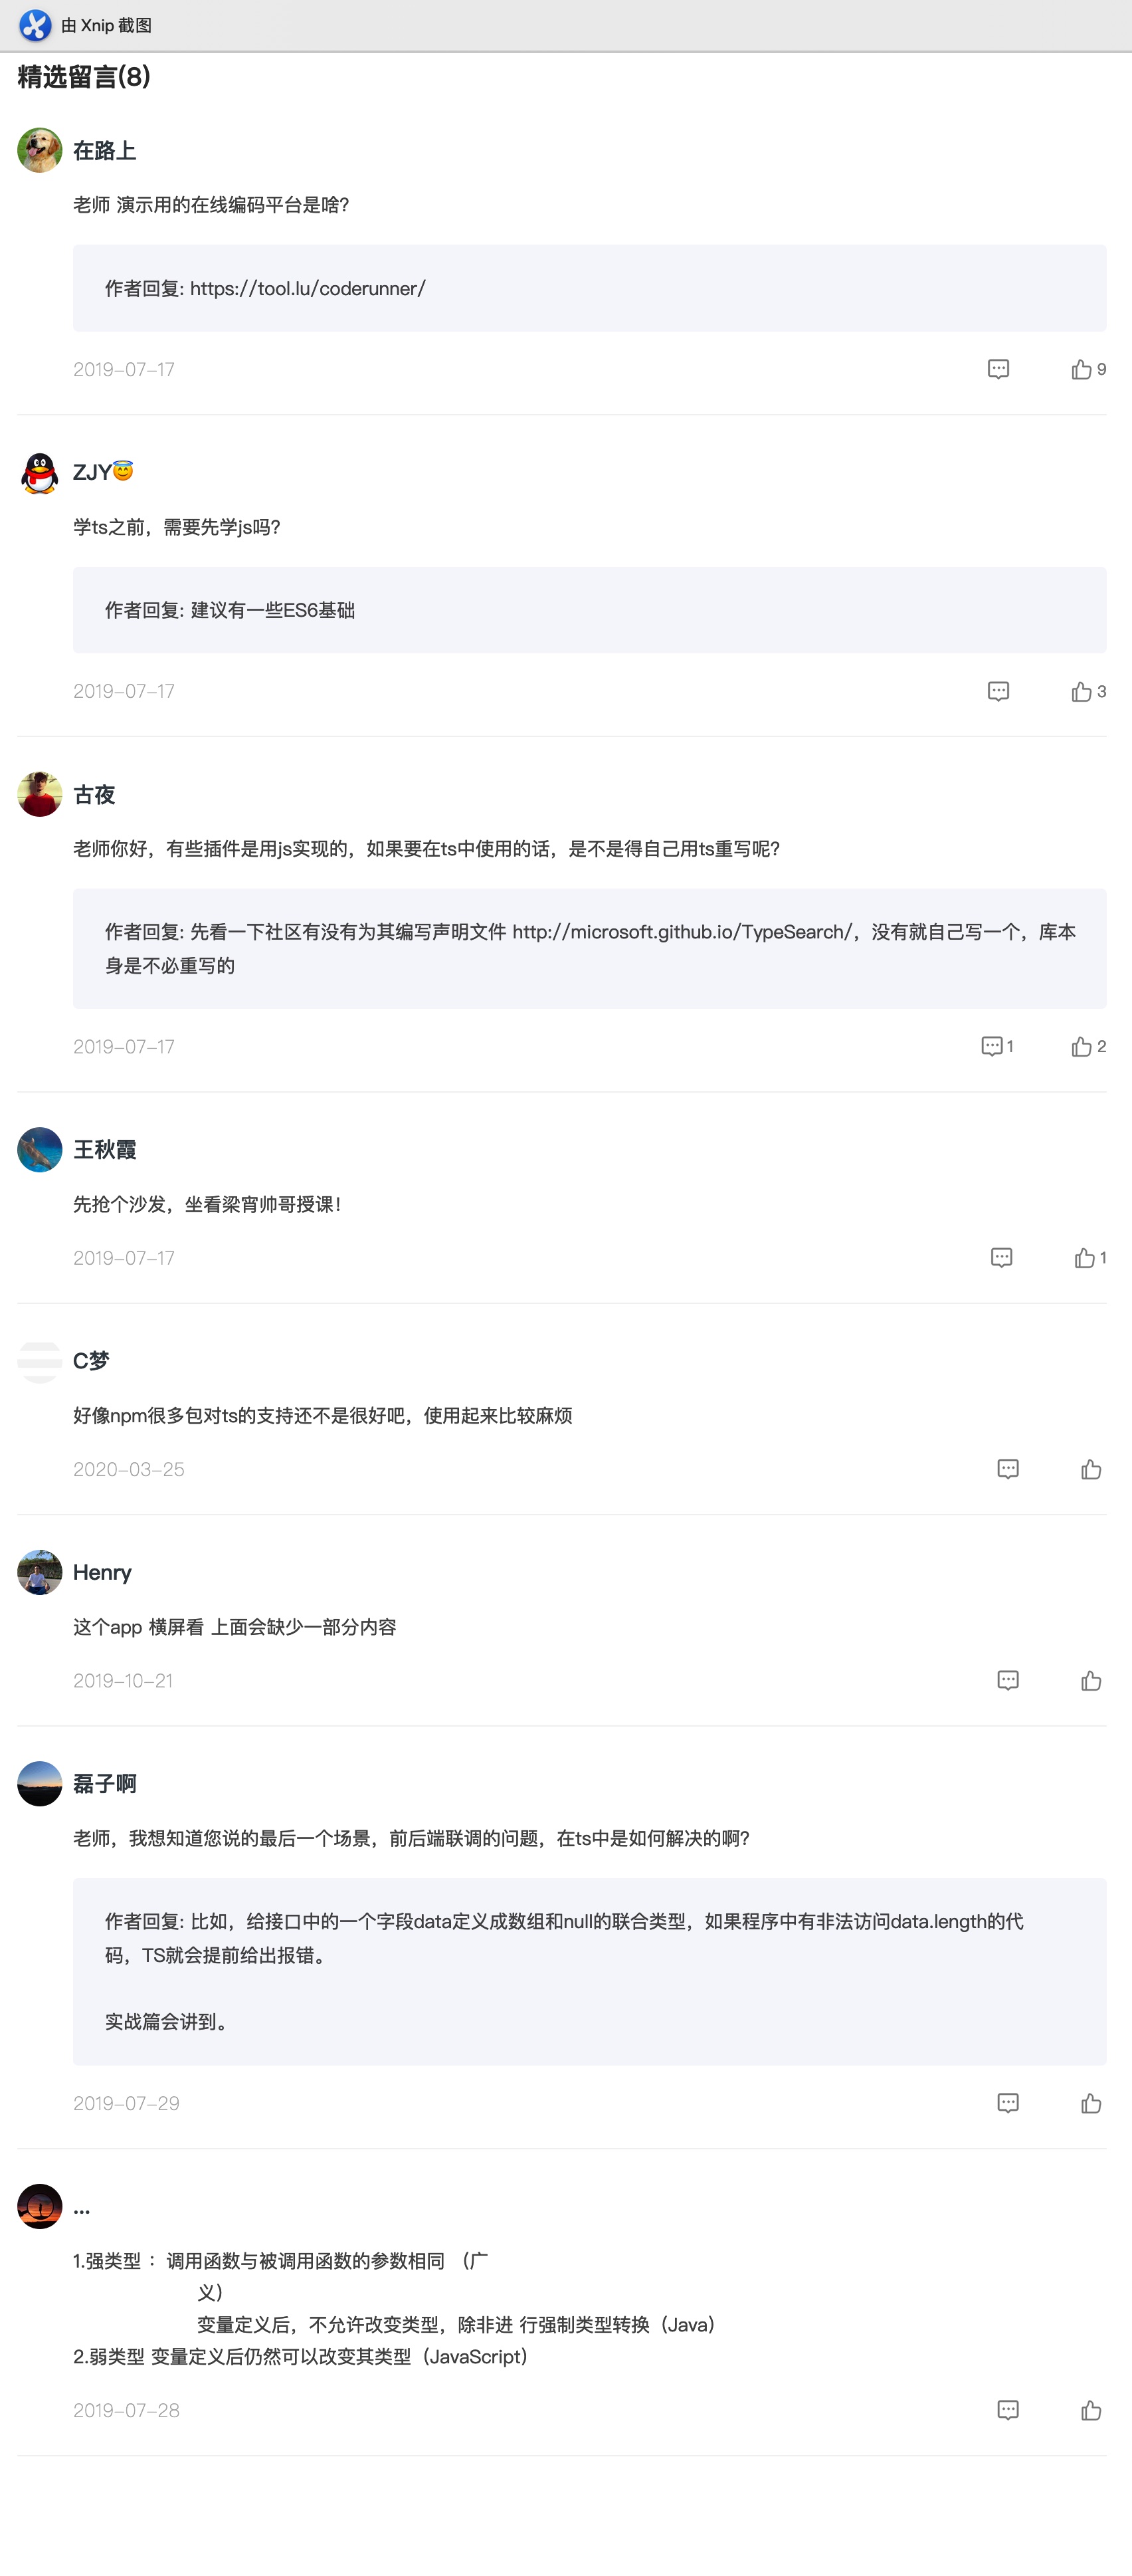 由 Xnip 截图
精选留言(8)
在路上
老师 演示用的在线编码平台是啥?
作者回复: https://tool.lu/coderunner/
2019-07-17
9
ZJY😇
学ts之前，需要先学js吗?
作者回复: 建议有一些ES6基础
2019-07-17
3
古夜
老师你好，有些插件是用js实现的，如果要在ts中使用的话，是不是得自己用ts重写呢?
作者回复: 先看一下社区有没有为其编写声明文件 http://microsoft.github.io/TypeSearch/，没有就自己写一个，库本
身是不必重写的
2019-07-17
1
2
王秋霞
先抢个沙发，坐看梁宵帅哥授课！
2019-07-17
1
C梦
好像npm很多包对ts的支持还不是很好吧，使用起来比较麻烦
2020-03-25
Henry
这个app 横屏看 上面会缺少一部分内容
2019-10-21
磊子啊
老师，我想知道您说的最后一个场景，前后端联调的问题，在ts中是如何解决的啊?
作者回复: 比如，给接口中的一个字段data定义成数组和null的联合类型，如果程序中有非法访问data.length的代
码，TS就会提前给出报错。
实战篇会讲到。
2019-07-29
...
1.强类型 ： 调用函数与被调用函数的参数相同 （广
义）
变量定义后，不允许改变类型，除非进 行强制类型转换（Java）
2.弱类型 变量定义后仍然可以改变其类型（JavaScript）
2019-07-28